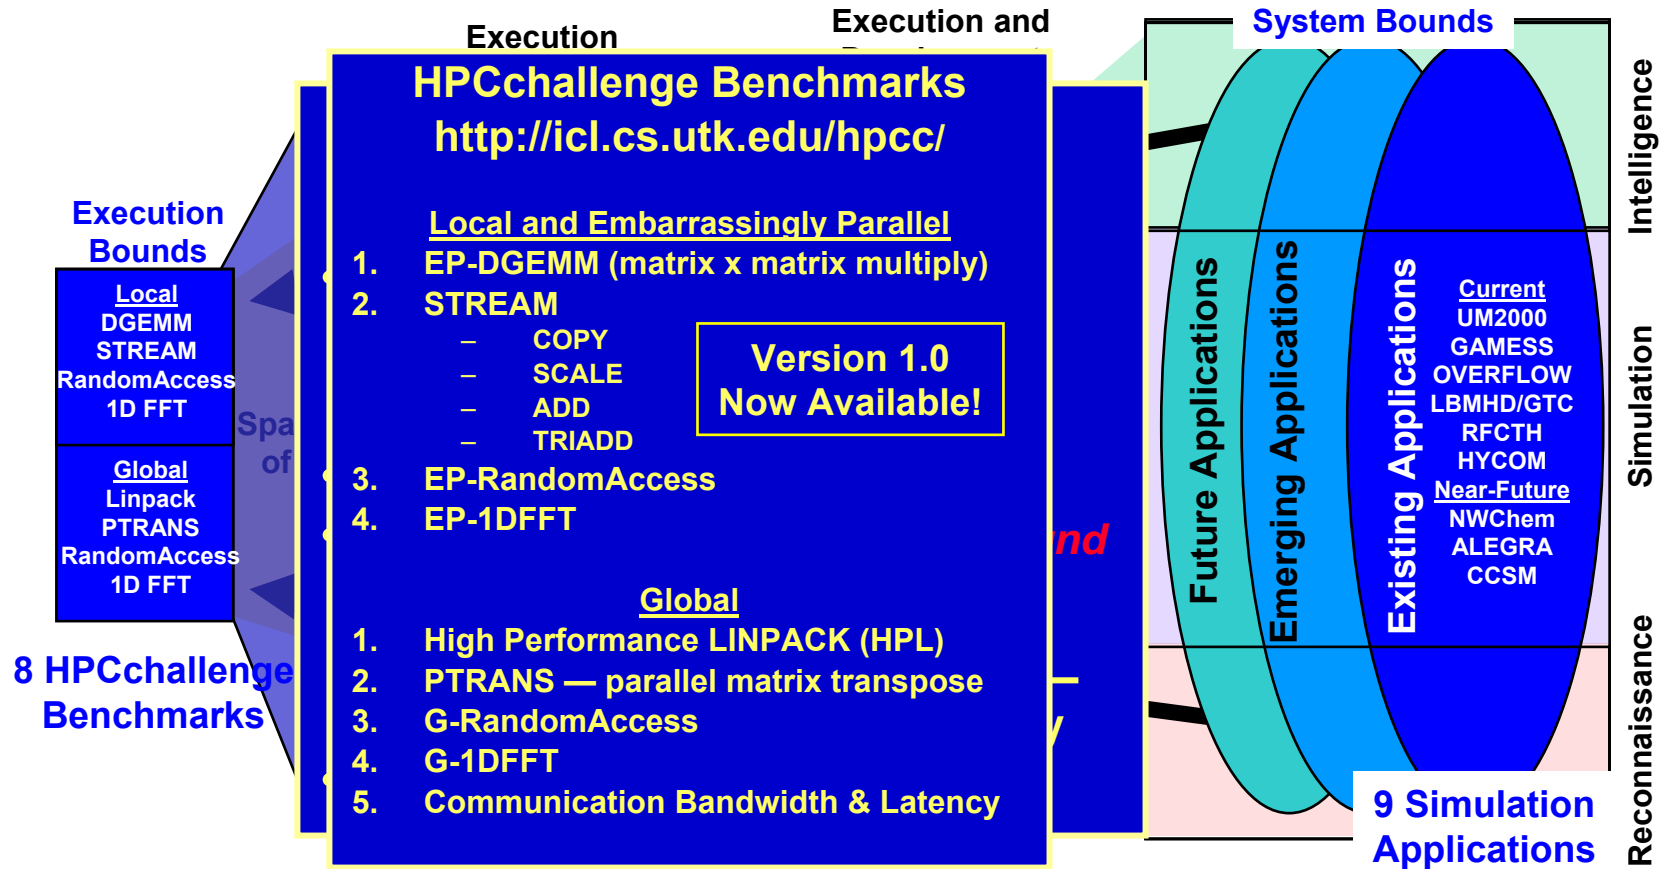 Execution
Execution and
System Bounds
HPCchallenge Benchmarks
http://icl.cs.utk.edu/hpcc/
Local and Embarrassingly Parallel
1. EP-DGEMM (matrix x matrix multiply)
2. STREAM
– COPY
– SCALE
– ADD
– TRIADD
3. EP-RandomAccess
4. EP-1DFFT
Version 1.0
Now Available!
Global
1. High Performance LINPACK (HPL)
2. PTRANS — parallel matrix transpose
3. G-RandomAccess
4. G-1DFFT
5. Communication Bandwidth & Latency
Execution
Bounds
Local
DGEMM
STREAM
RandomAccess
1D FFT
Global
Linpack
PTRANS
RandomAccess
1D FFT
8 HPCchallenge
Benchmarks
of
Future Applications
Emerging Applications
Existing Applications
Current
UM2000
GAMESS
OVERFLOW
LBMHD/GTC
RFCTH
HYCOM
Near-Future
NWChem
ALEGRA
CCSM
9 Simulation
Applications
Intelligence
Simulation
Reconnaissance